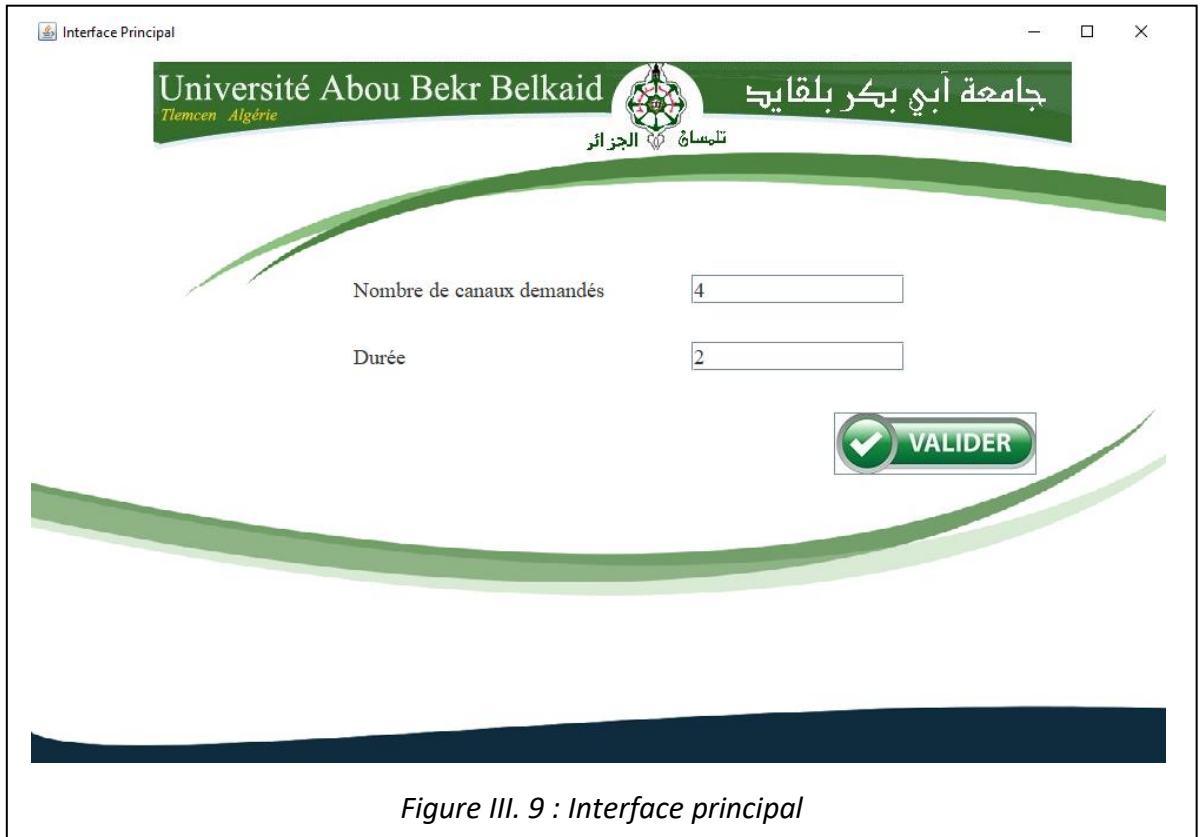 Interface Principal
Université Abou Bekr Belkaid
جامعة آبي بكر بلقايد
Tlemcen Algérie
تلمسان الجزائر
Nombre de canaux demandés
4
Durée
2
VALIDER
Figure III. 9 : Interface principal